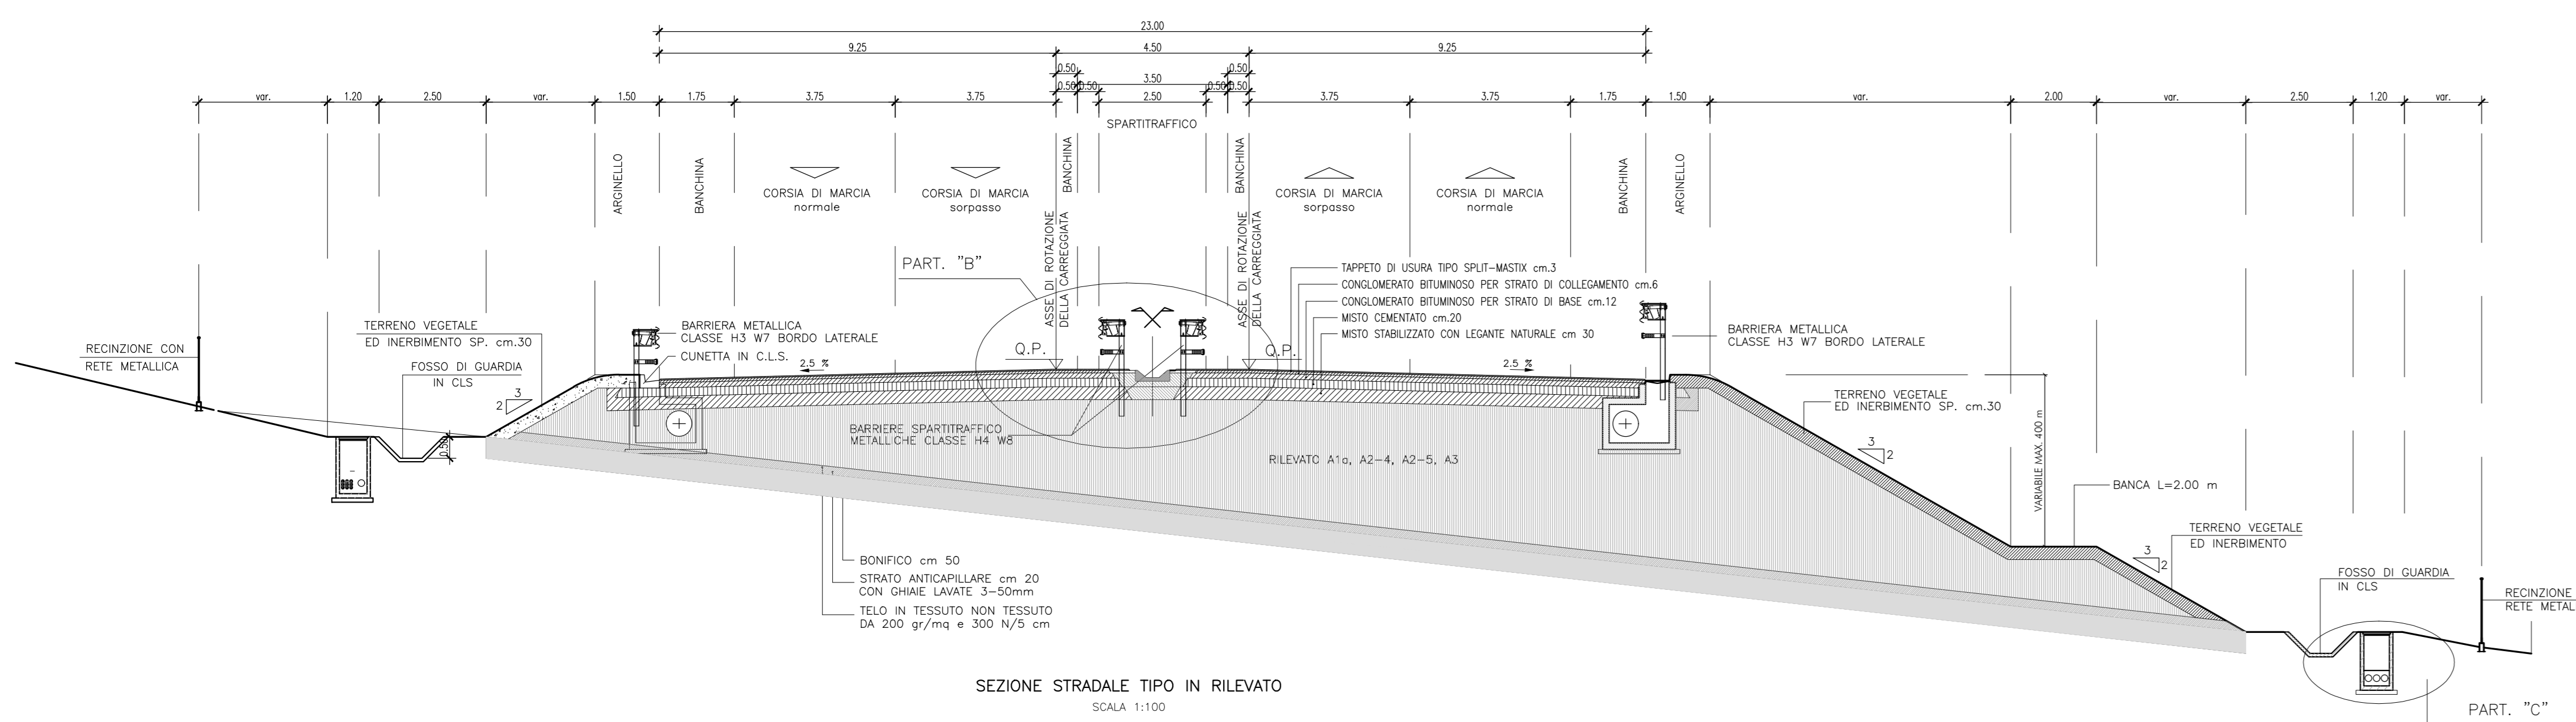 23.00
9.25
4.50
9.25
0.50
0.50
3.50
0.50
0.50
0.50
0.50
var.
1.20
2.50
var.
1.50
1.75
3.75
3.75
2.50
3.75
3.75
1.75
1.50
var.
2.00
var.
2.50
1.20
var.
SPARTITRAFFICO
ARGINELLO
BANCHINA
CORSIA DI MARCIA
normale
CORSIA DI MARCIA
sorpasso
ASSE DI ROTAZIONE
DELLA CARREGGIATA
BANCHINA
ASSE DI ROTAZIONE
DELLA CARREGGIATA
BANCHINA
CORSIA DI MARCIA
sorpasso
CORSIA DI MARCIA
normale
BANCHINA
ARGINELLO
PART. "B"
TAPPETO DI USURA TIPO SPLIT-MASTIX cm.3
CONGLOMERATO BITUMINOSO PER STRATO DI COLLEGAMENTO cm.6
CONGLOMERATO BITUMINOSO PER STRATO DI BASE cm.12
MISTO CEMENTATO cm.20
MISTO STABILIZZATO CON LEGANTE NATURALE cm 30
RECINZIONE CON
RETE METALLICA
TERRENO VEGETALE
ED INERBIMENTO SP. cm.30
FOSSO DI GUARDIA
IN CLS
BARRIERA METALLICA
CLASSE H3 W7 BORDO LATERALE
CUNETTA IN C.L.S.
2.5 %
Q.P.
Q.P.
2.5 %
BARRIERA METALLICA
CLASSE H3 W7 BORDO LATERALE
TERRENO VEGETALE
ED INERBIMENTO SP. cm.30
3
2
0.50
BARRIERE SPARTITRAFFICO
METALLICHE CLASSE H4 W8
RILEVATO A1a, A2-4, A2-5, A3
3
2
VARIABILE MAX. 400 m
BANCA L=2.00 m
TERRENO VEGETALE
ED INERBIMENTO
3
2
BONIFICO cm 50
STRATO ANTICAPILLARE cm 20
CON GHIAIE LAVATE 3-50mm
TELO IN TESSUTO NON TESSUTO
DA 200 gr/mq e 300 N/5 cm
FOSSO DI GUARDIA
IN CLS
RECINZIONE
RETE METAL
SEZIONE STRADALE TIPO IN RILEVATO
SCALA 1:100
PART. "C"